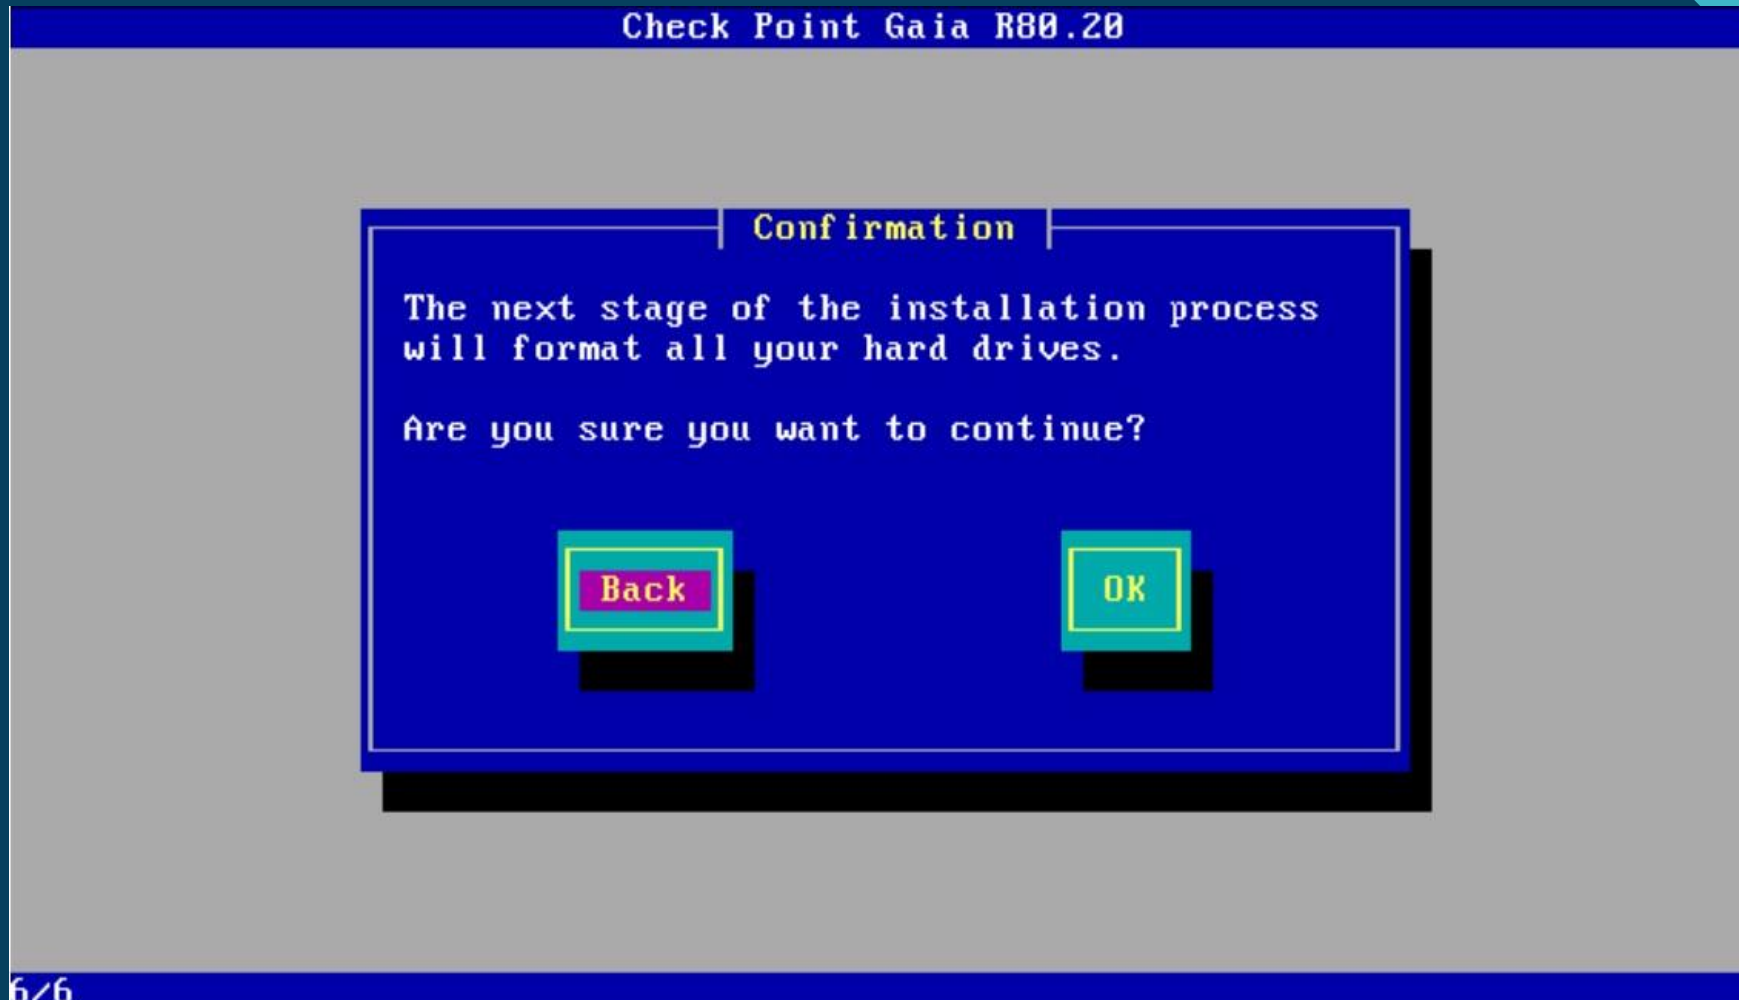 Check Point Gaia R80.20
Confirmation
The next stage of the installation process
will format all your hard drives.
Are you sure you want to continue?
Back OK
6/6